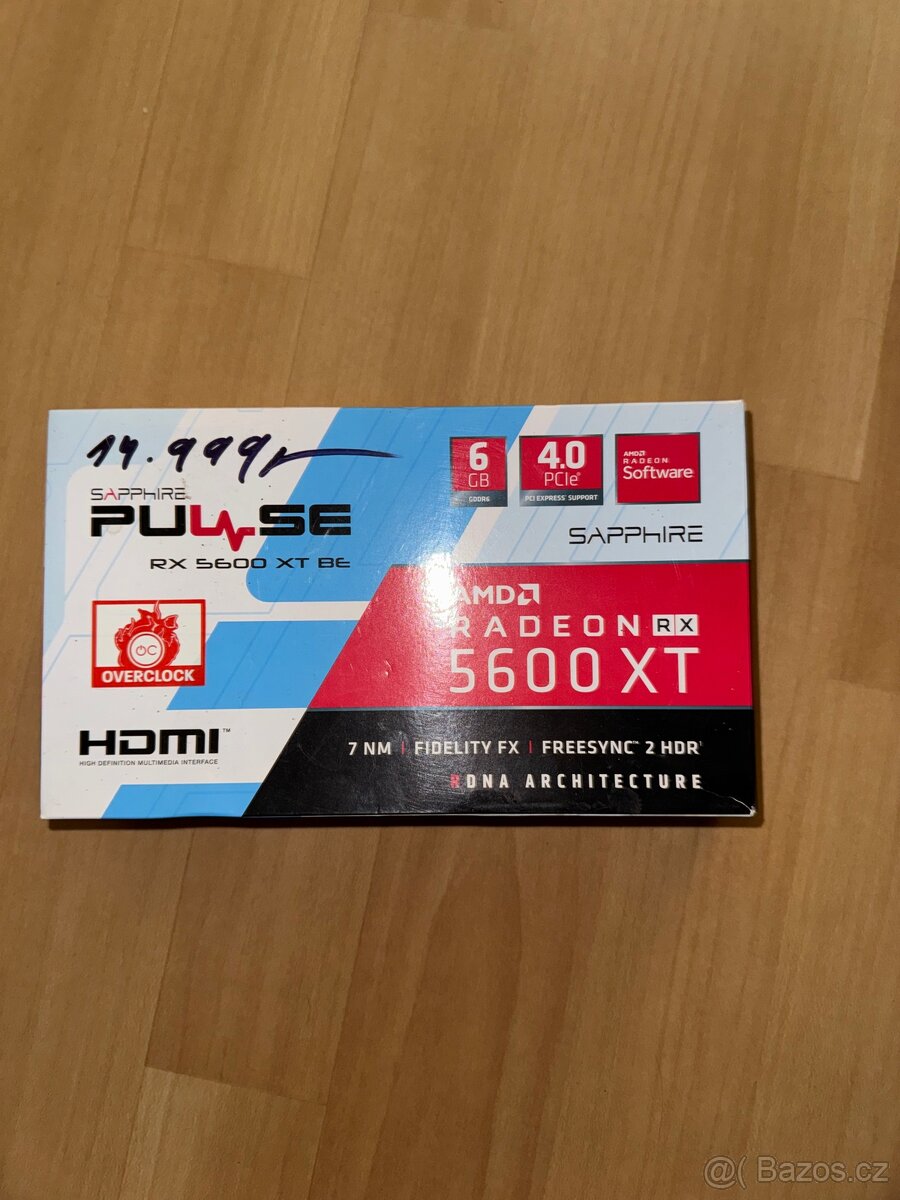 14.999,-
6
GB
GDDR6
4.0
PCIe®
PCI EXPRESS® SUPPORT
AMD
RADEON
Software
SAPPHIRE
PULSE
RX 5600 XT BE
SAPPHIRE
AMD
RADEON RX
5600 XT
OC
OVERCLOCK
HDMI™
HIGH DEFINITION MULTIMEDIA INTERFACE
7 NM | FIDELITY FX | FREESYNC™ 2 HDR
RDNA ARCHITECTURE
@( Bazos.cz